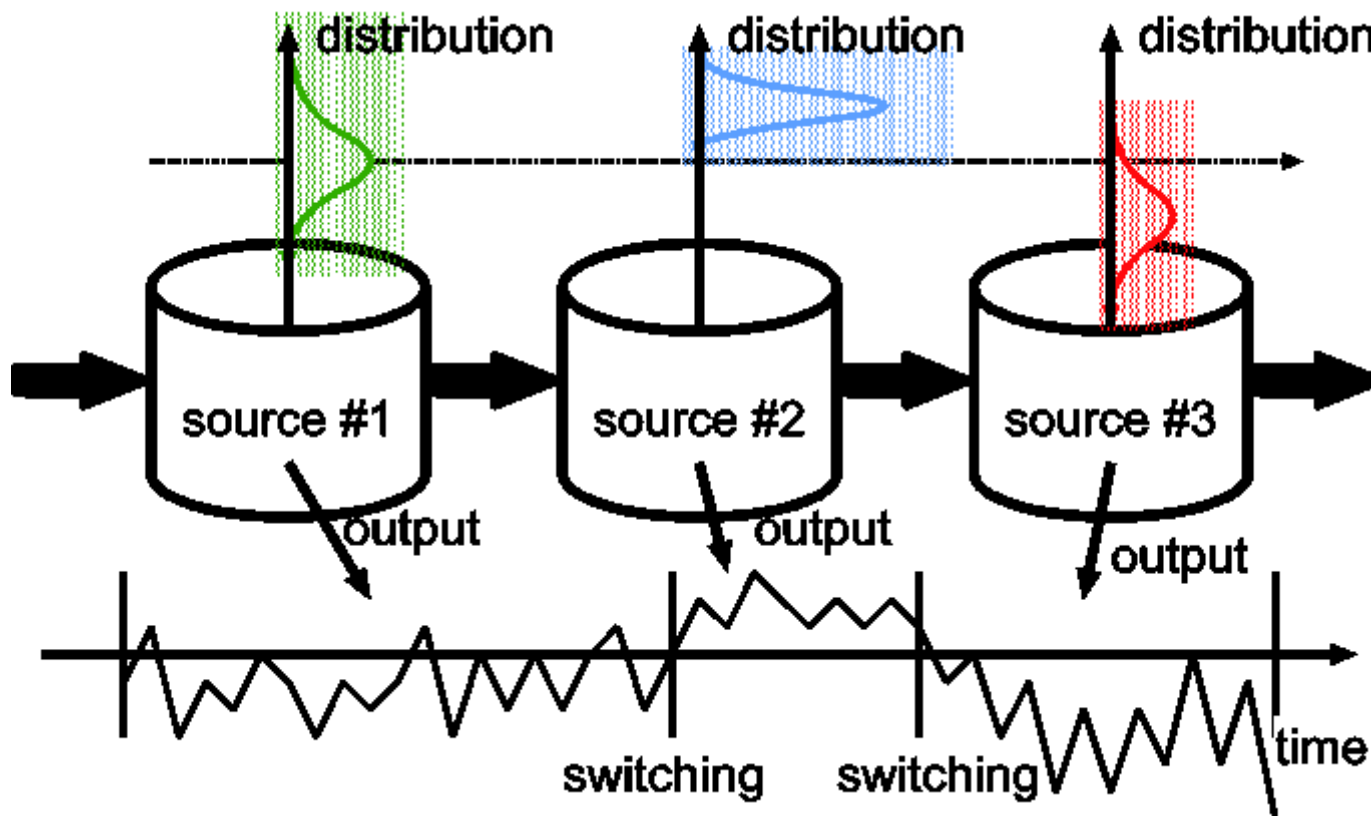 distribution
distribution
distribution
source #1
source #2
source #3
output
output
output
switching
switching
time